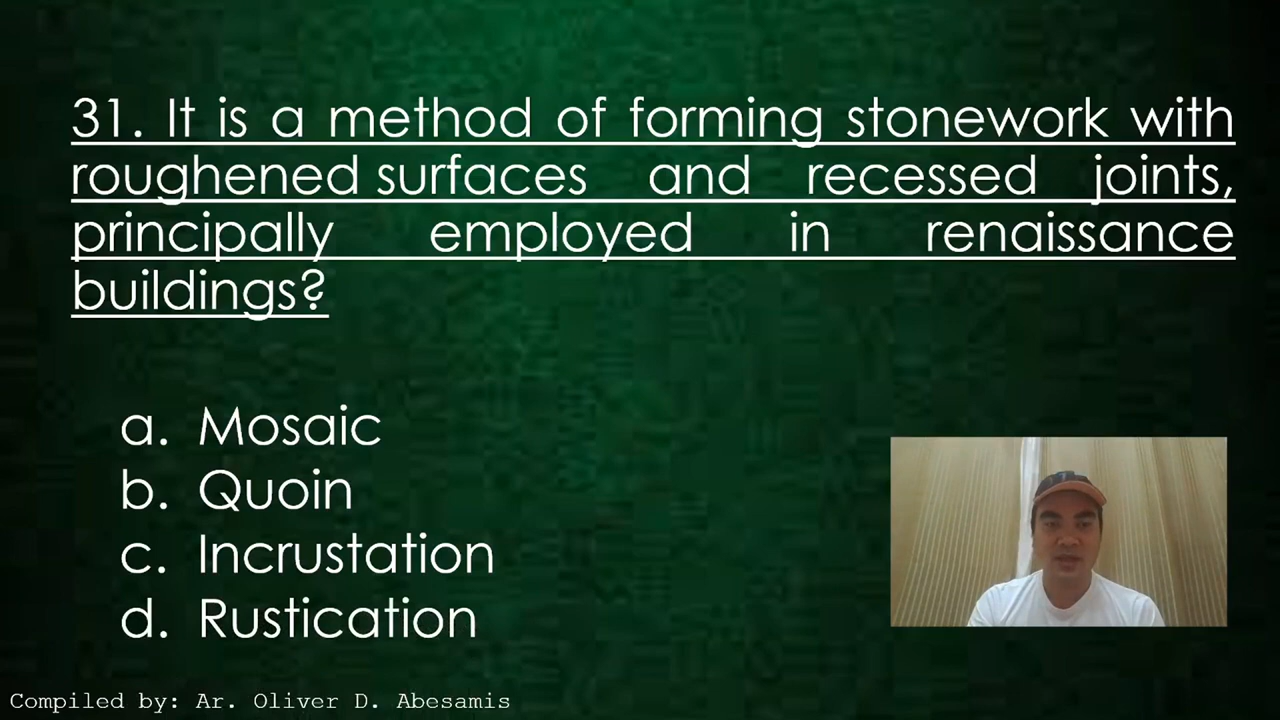 31. It is a method of forming stonework with
roughened surfaces and recessed joints,
principally employed in renaissance
buildings?
a. Mosaic
b. Quoin
c. Incrustation
d. Rustication
Compiled by: Ar. Oliver D. Abesamis